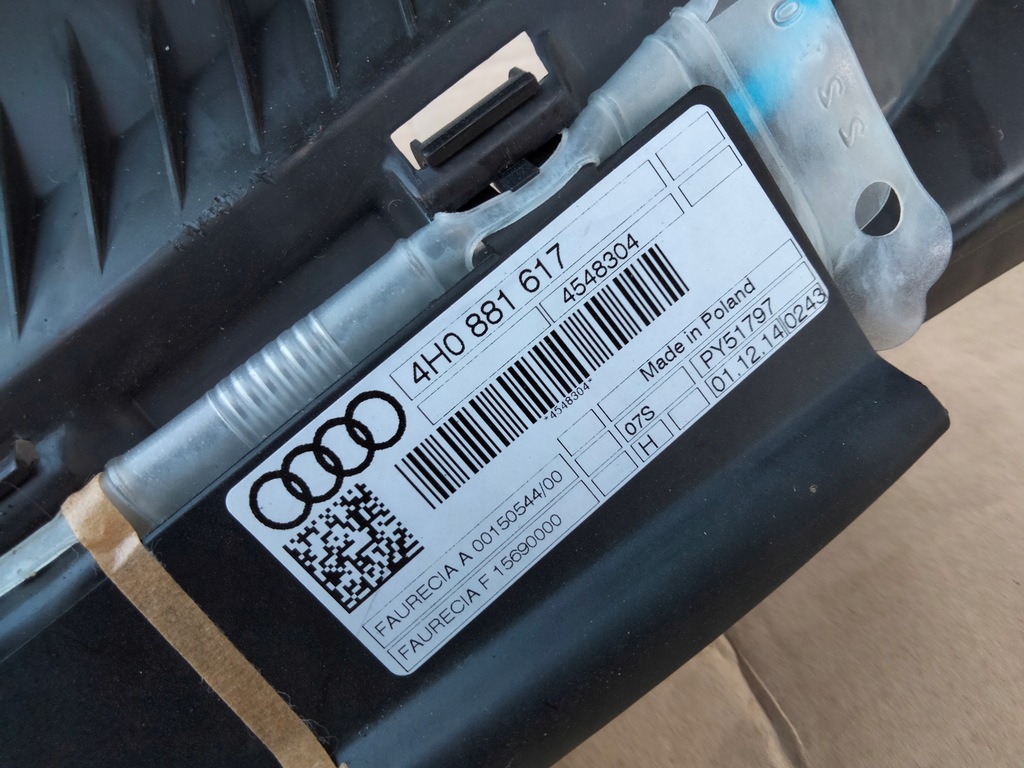 4H0 881 617
4548304
*4548304*
Made in Poland
FAURECIA A 00150544/00
07S
PY51797
FAURECIA F 15690000
H
01.12.14 0243